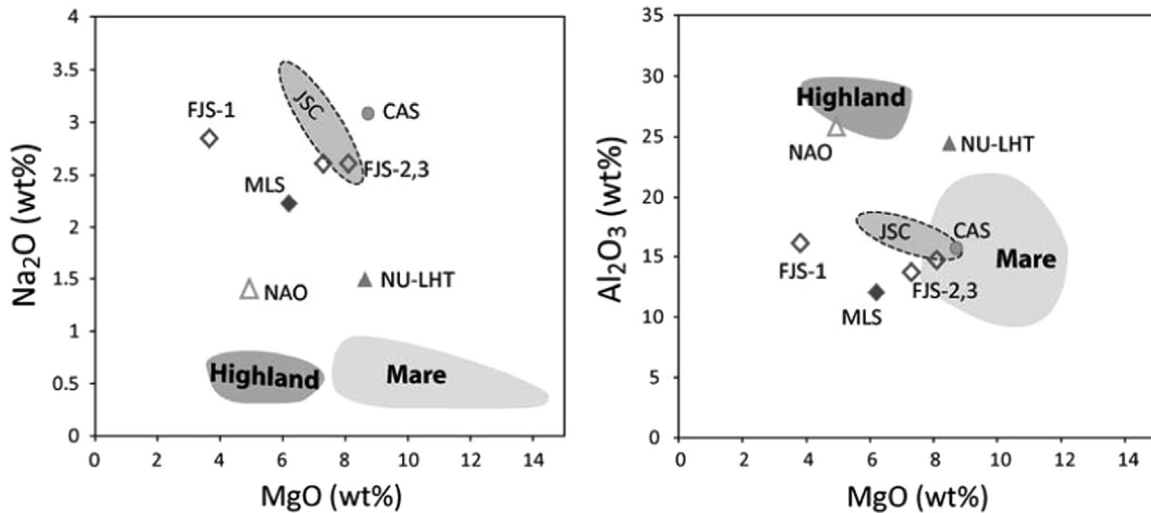 4
3.5
3
2.5
2
1.5
1
0.5
0
0 2 4 6 8 10 12 14
Na₂O (wt%)
MgO (wt%)
FJS-1
JSC
CAS
FJS-2,3
MLS
NAO
NU-LHT
Highland
Mare
35
30
25
20
15
10
5
0
0 2 4 6 8 10 12 14
Al₂O₃ (wt%)
MgO (wt%)
Highland
NAO
NU-LHT
JSC
CAS
Mare
FJS-1
FJS-2,3
MLS